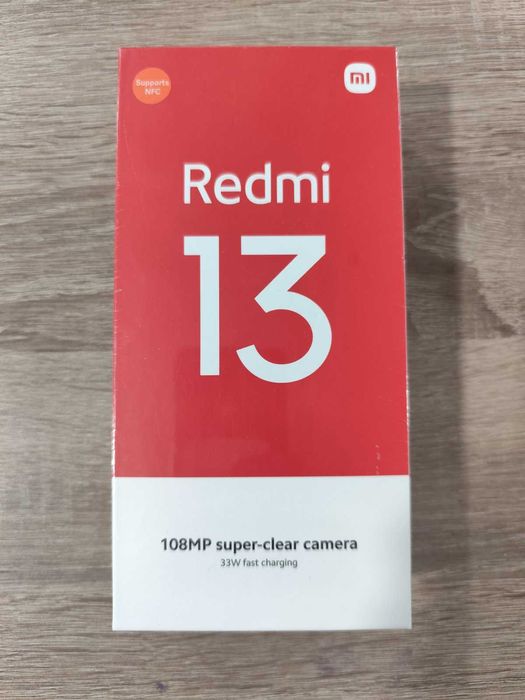 Supports
NFC
mi
Redmi
13
108MP super-clear camera
33W fast charging